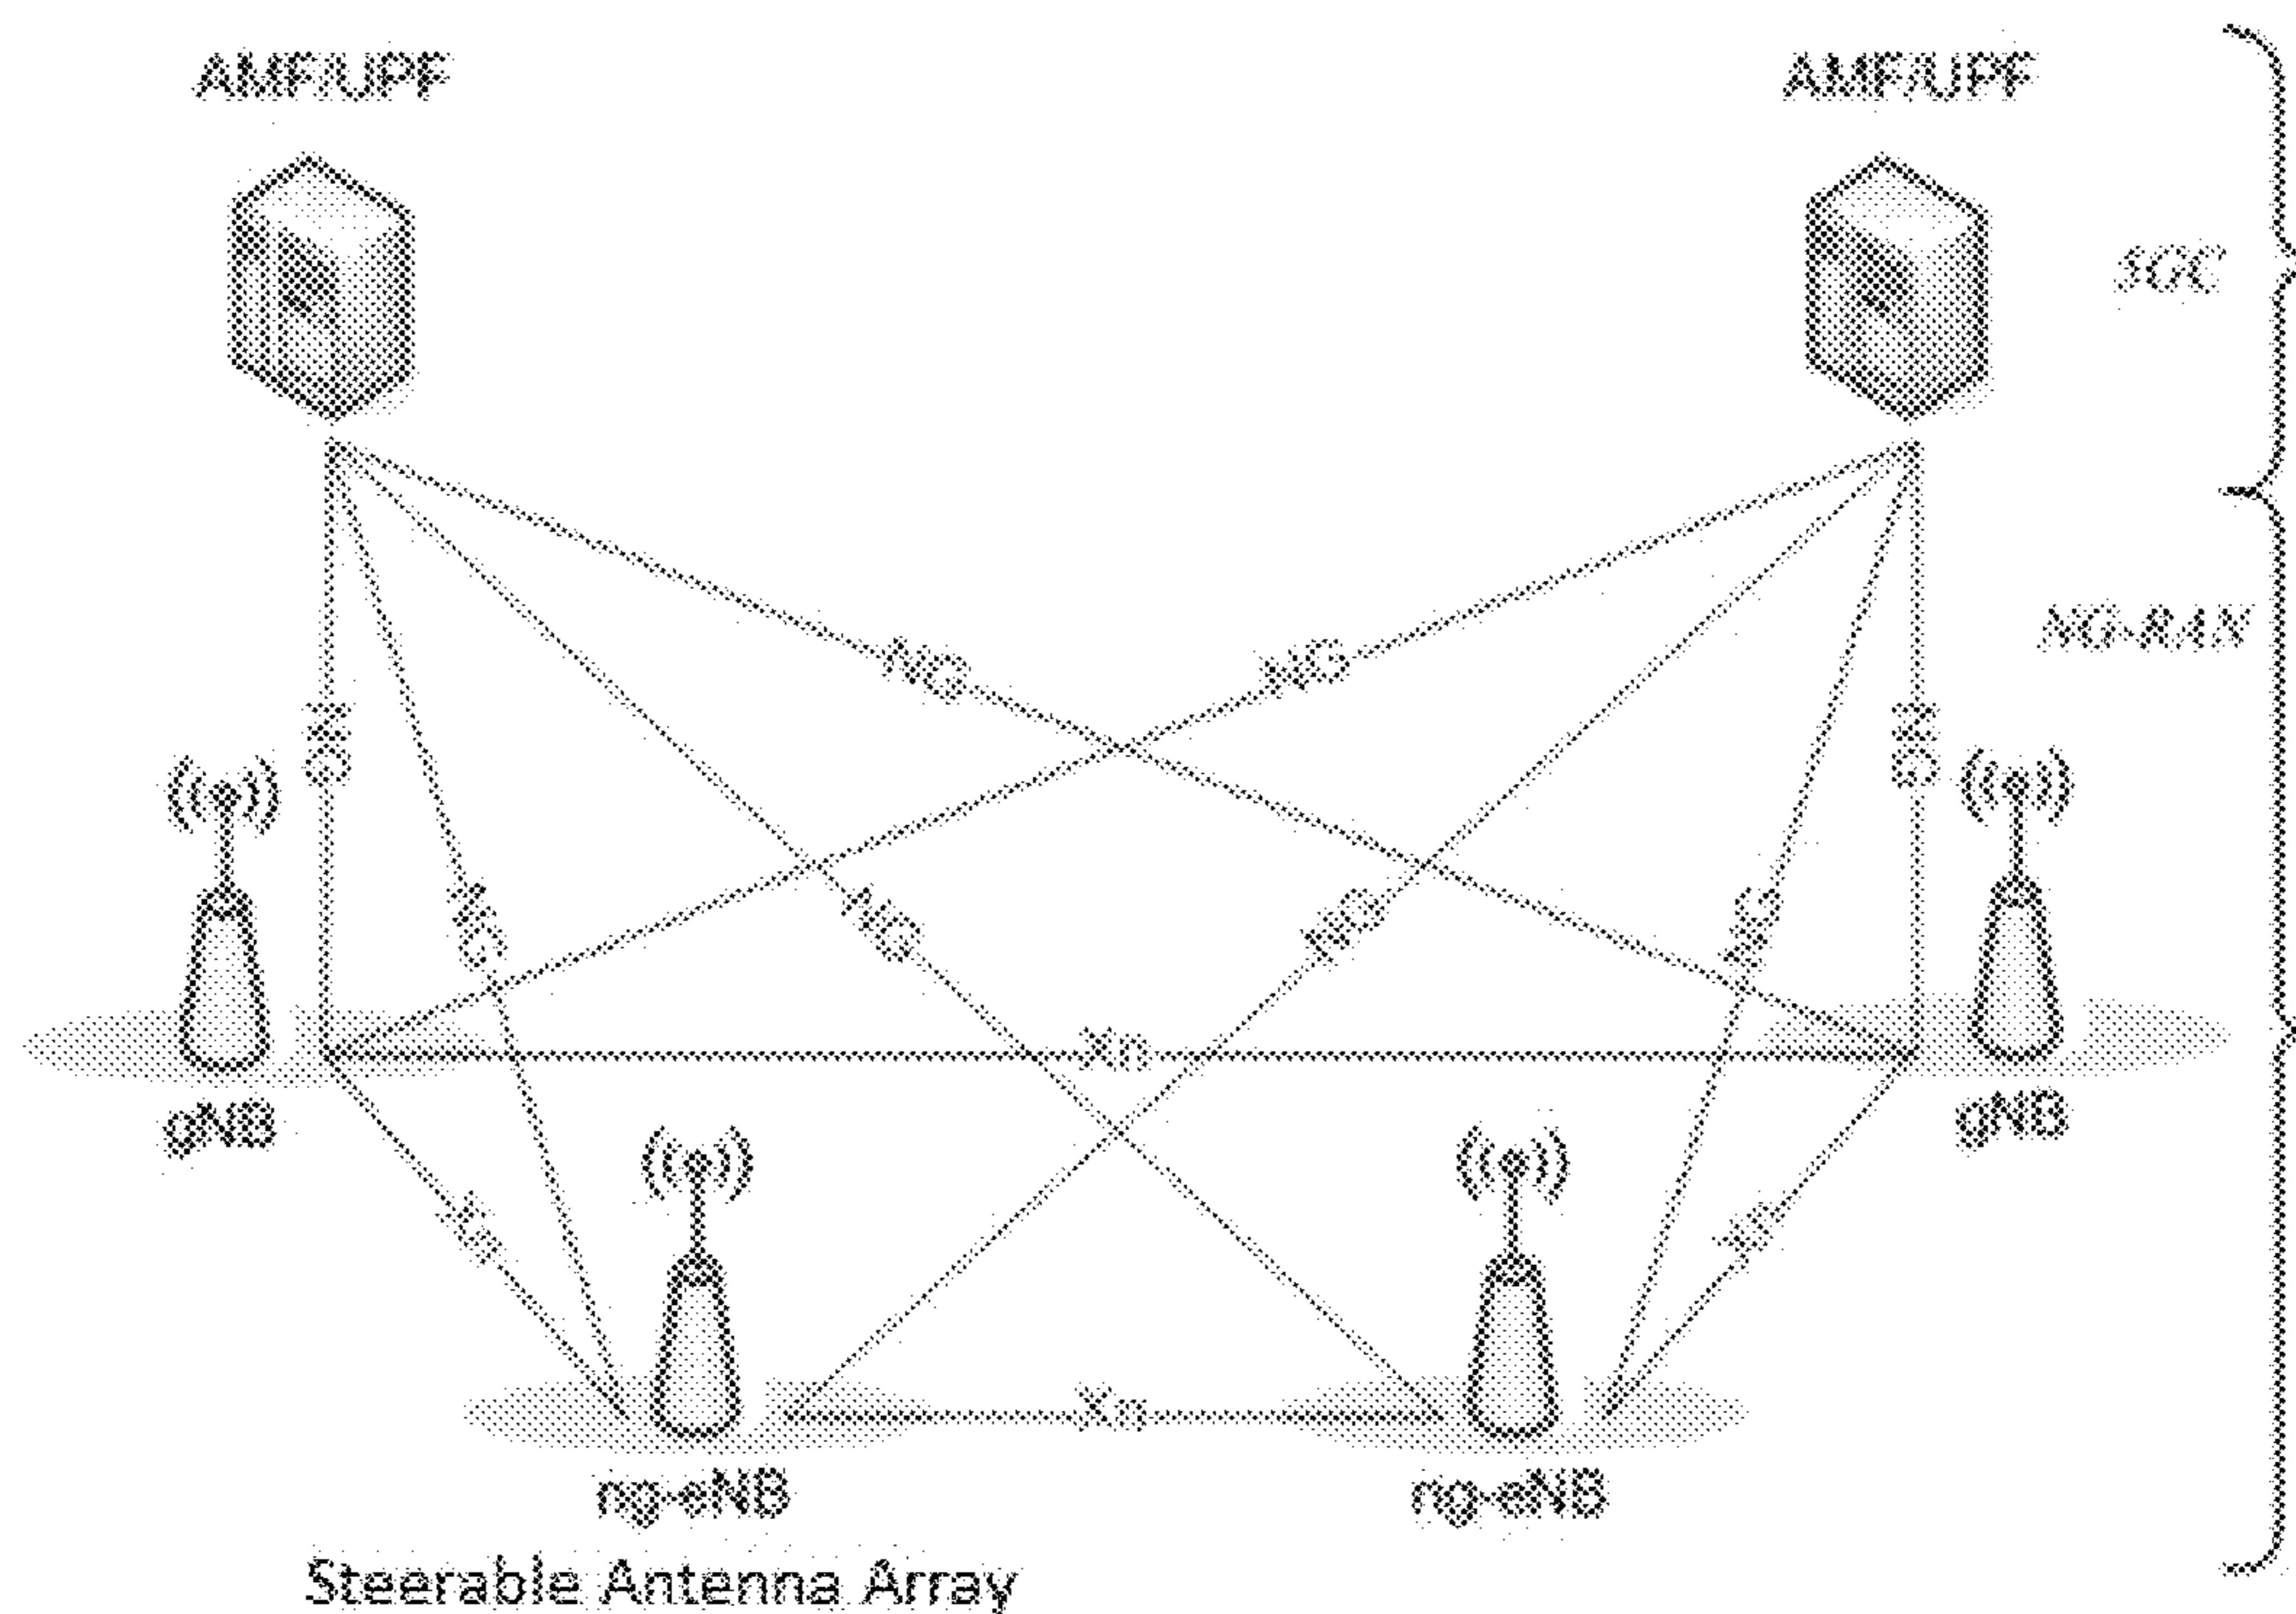 AMF/UPF
AMF/UPF
5GC
NG-RAN
NG
NG
NG
NG
NG
NG
NG
NG
Xn
gNB
gNB
Xn
Xn
Xn
ng-eNB
ng-eNB
Steerable Antenna Array